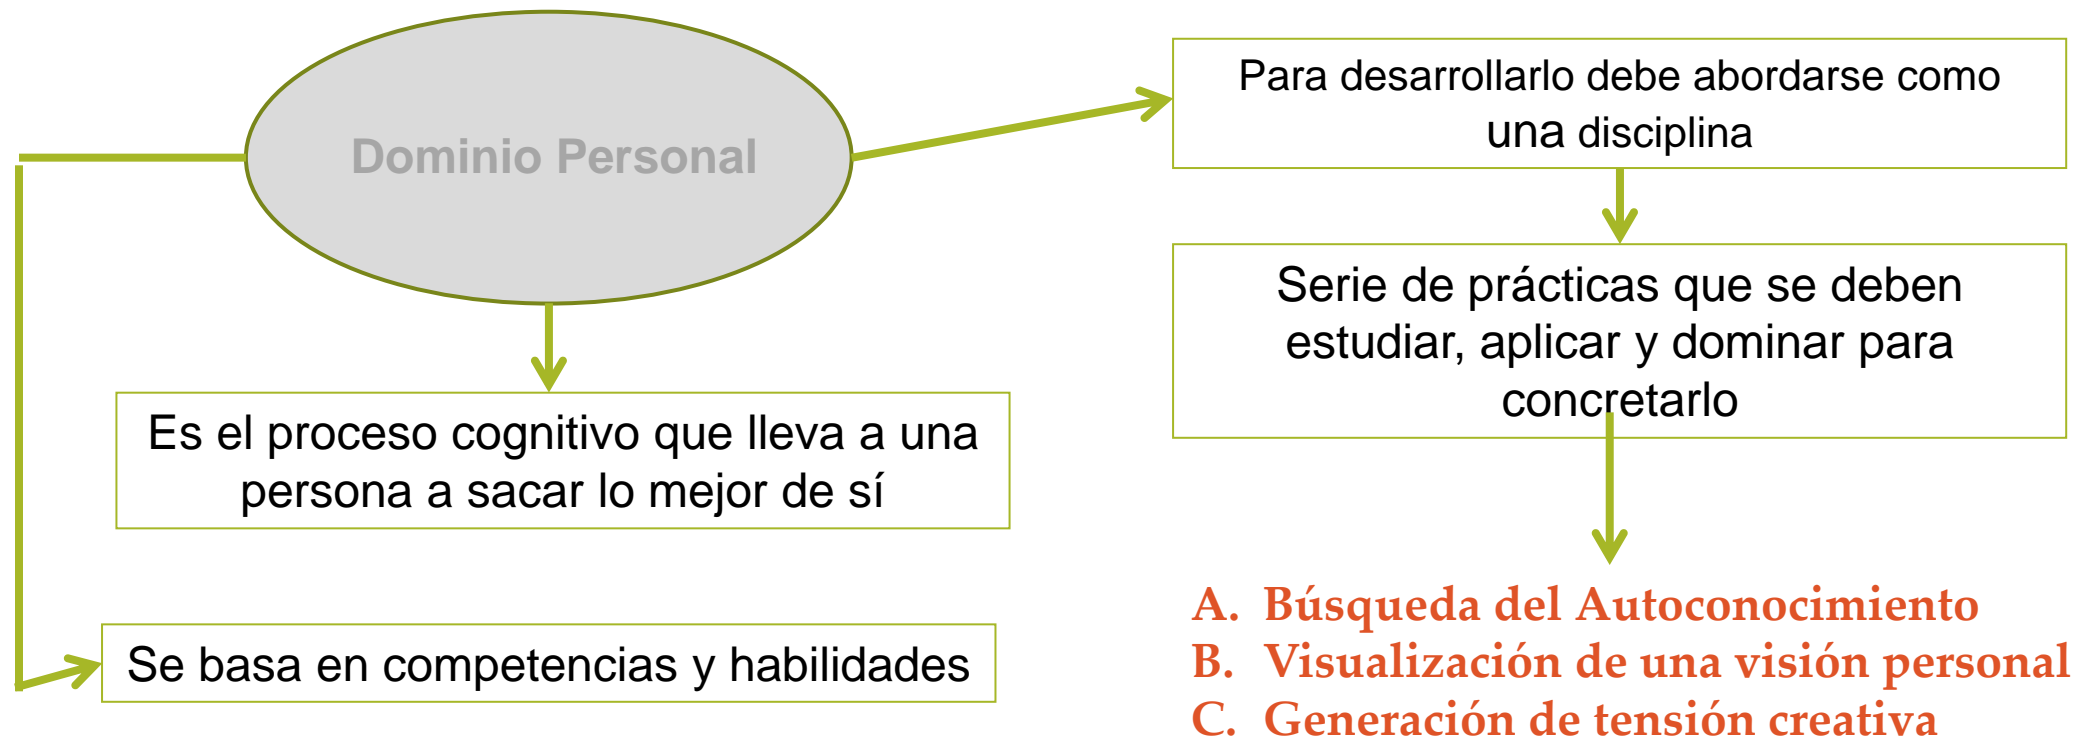 Dominio Personal
Es el proceso cognitivo que lleva a una
persona a sacar lo mejor de sí
Se basa en competencias y habilidades
Para desarrollarlo debe abordarse como
una disciplina
Serie de prácticas que se deben
estudiar, aplicar y dominar para
concretarlo
A. Búsqueda del Autoconocimiento
B. Visualización de una visión personal
C. Generación de tensión creativa